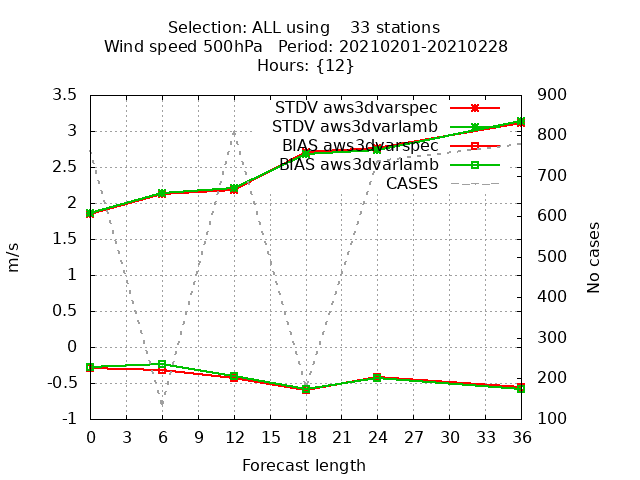 Selection: ALL using    33 stations
Wind speed 500hPa   Period: 20210201-20210228
Hours: {12}
STDV aws3dvarspec
STDV aws3dvarlamb
BIAS aws3dvarspec
BIAS aws3dvarlamb
CASES
3.5
3
2.5
2
1.5
1
0.5
0
-0.5
-1
m/s
900
800
700
600
500
400
300
200
100
No cases
0 3 6 9 12 15 18 21 24 27 30 33 36
Forecast length